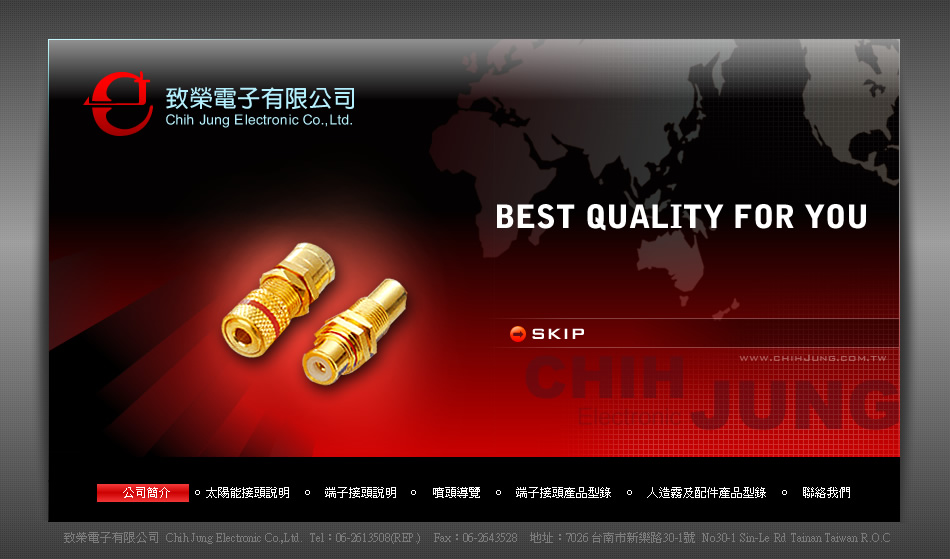 致榮電子有限公司
Chih Jung Electronic Co.,Ltd.
BEST QUALITY FOR YOU
SKIP
WWW.CHIHJUNG.COM.TW
CHIH
JUNG
公司簡介 太陽能接頭說明 端子接頭說明 噴頭導覽 端子接頭產品型錄 人造霧及配件產品型錄 聯絡我們
致榮電子有限公司 Chih Jung Electronic Co.,Ltd. Tel：06-2613508(REP.) Fax：06-2643528 地址：7026 台南市新樂路30-1號 No30-1 Sin-Le Rd Tainan Taiwan R.O.C